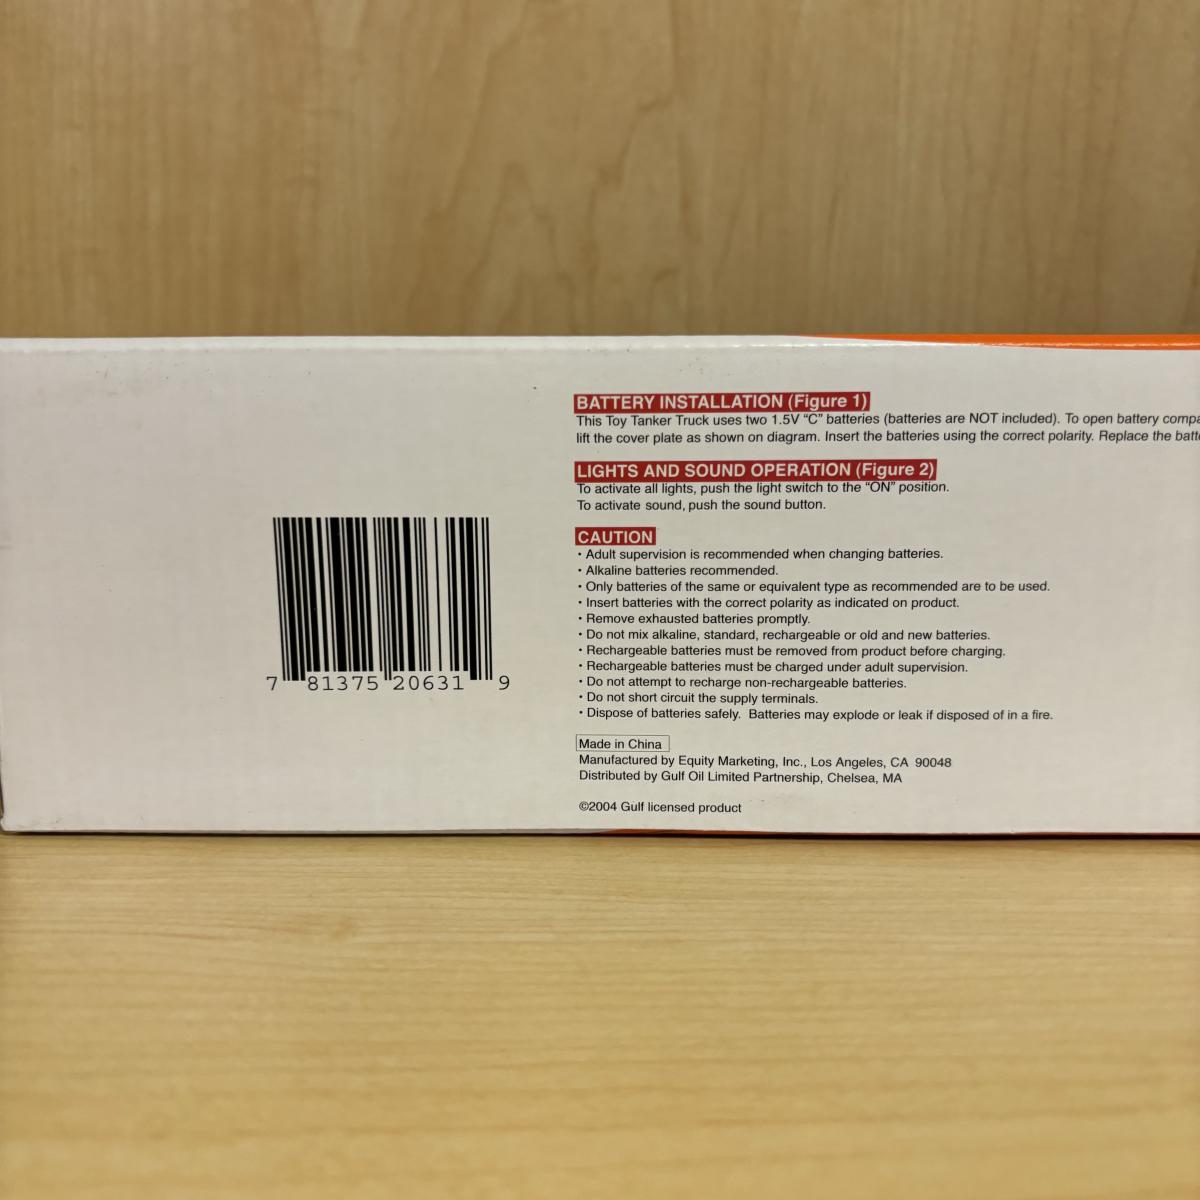 BATTERY INSTALLATION (Figure 1)
This Toy Tanker Truck uses two 1.5V “C” batteries (batteries are NOT included). To open battery compa
lift the cover plate as shown on diagram. Insert the batteries using the correct polarity. Replace the batt
LIGHTS AND SOUND OPERATION (Figure 2)
To activate all lights, push the light switch to the “ON” position.
To activate sound, push the sound button.
CAUTION
• Adult supervision is recommended when changing batteries.
• Alkaline batteries recommended.
• Only batteries of the same or equivalent type as recommended are to be used.
• Insert batteries with the correct polarity as indicated on product.
• Remove exhausted batteries promptly.
• Do not mix alkaline, standard, rechargeable or old and new batteries.
• Rechargeable batteries must be removed from product before charging.
• Rechargeable batteries must be charged under adult supervision.
• Do not attempt to recharge non-rechargeable batteries.
• Do not short circuit the supply terminals.
• Dispose of batteries safely. Batteries may explode or leak if disposed of in a fire.
Made in China
Manufactured by Equity Marketing, Inc., Los Angeles, CA 90048
Distributed by Gulf Oil Limited Partnership, Chelsea, MA
©2004 Gulf licensed product
7 81375 20631 9